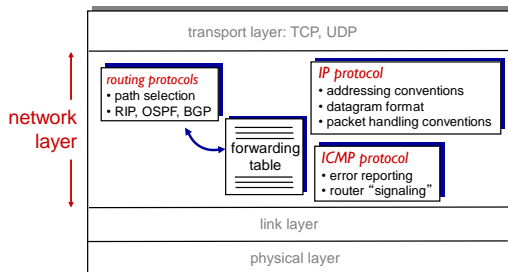 transport layer: TCP, UDP
network
layer
routing protocols
• path selection
• RIP, OSPF, BGP
forwarding
table
IP protocol
• addressing conventions
• datagram format
• packet handling conventions
ICMP protocol
• error reporting
• router “signaling”
link layer
physical layer